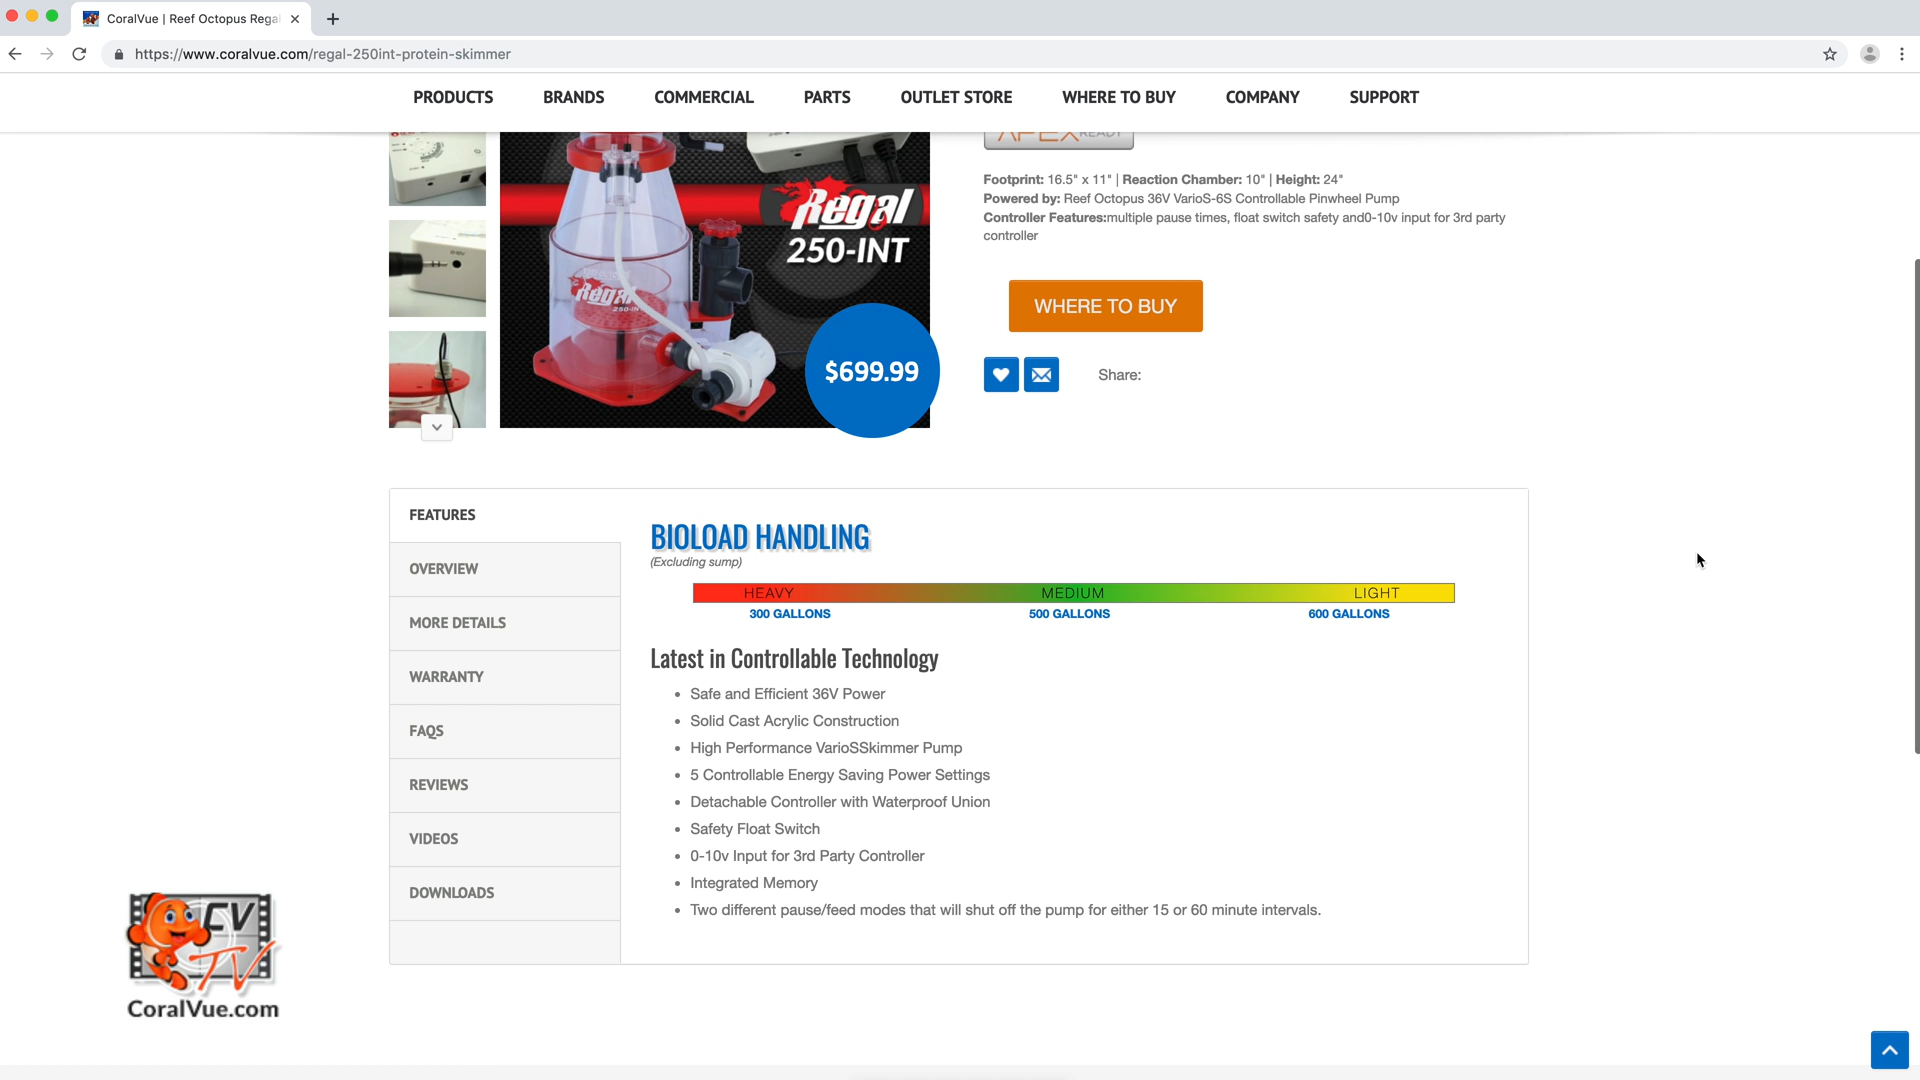 CoralVue | Reef Octopus Rega
https://www.coralvue.com/regal-250int-protein-skimmer
PRODUCTS BRANDS COMMERCIAL PARTS OUTLET STORE WHERE TO BUY COMPANY SUPPORT
APEX READY
Footprint: 16.5" x 11" | Reaction Chamber: 10" | Height: 24"
Powered by: Reef Octopus 36V VarioS-6S Controllable Pinwheel Pump
Controller Features:multiple pause times, float switch safety and0-10v input for 3rd party
controller
Regal
250-INT
Regal
250-INT
$699.99
WHERE TO BUY
Share:
FEATURES
OVERVIEW
MORE DETAILS
WARRANTY
FAQS
REVIEWS
VIDEOS
DOWNLOADS
BIOLOAD HANDLING
(Excluding sump)
HEAVY MEDIUM LIGHT
300 GALLONS 500 GALLONS 600 GALLONS
Latest in Controllable Technology
• Safe and Efficient 36V Power
• Solid Cast Acrylic Construction
• High Performance VarioSSkimmer Pump
• 5 Controllable Energy Saving Power Settings
• Detachable Controller with Waterproof Union
• Safety Float Switch
• 0-10v Input for 3rd Party Controller
• Integrated Memory
• Two different pause/feed modes that will shut off the pump for either 15 or 60 minute intervals.
CV
TV
CoralVue.com